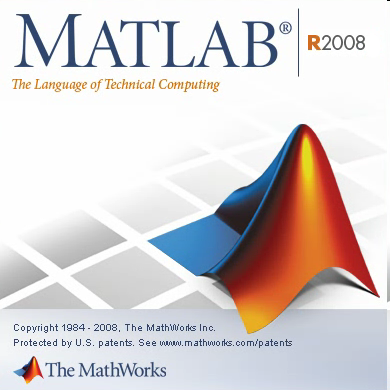 MATLAB® R2008
The Language of Technical Computing
Copyright 1984 - 2008, The MathWorks Inc.
Protected by U.S. patents. See www.mathworks.com/patents
The MathWorks